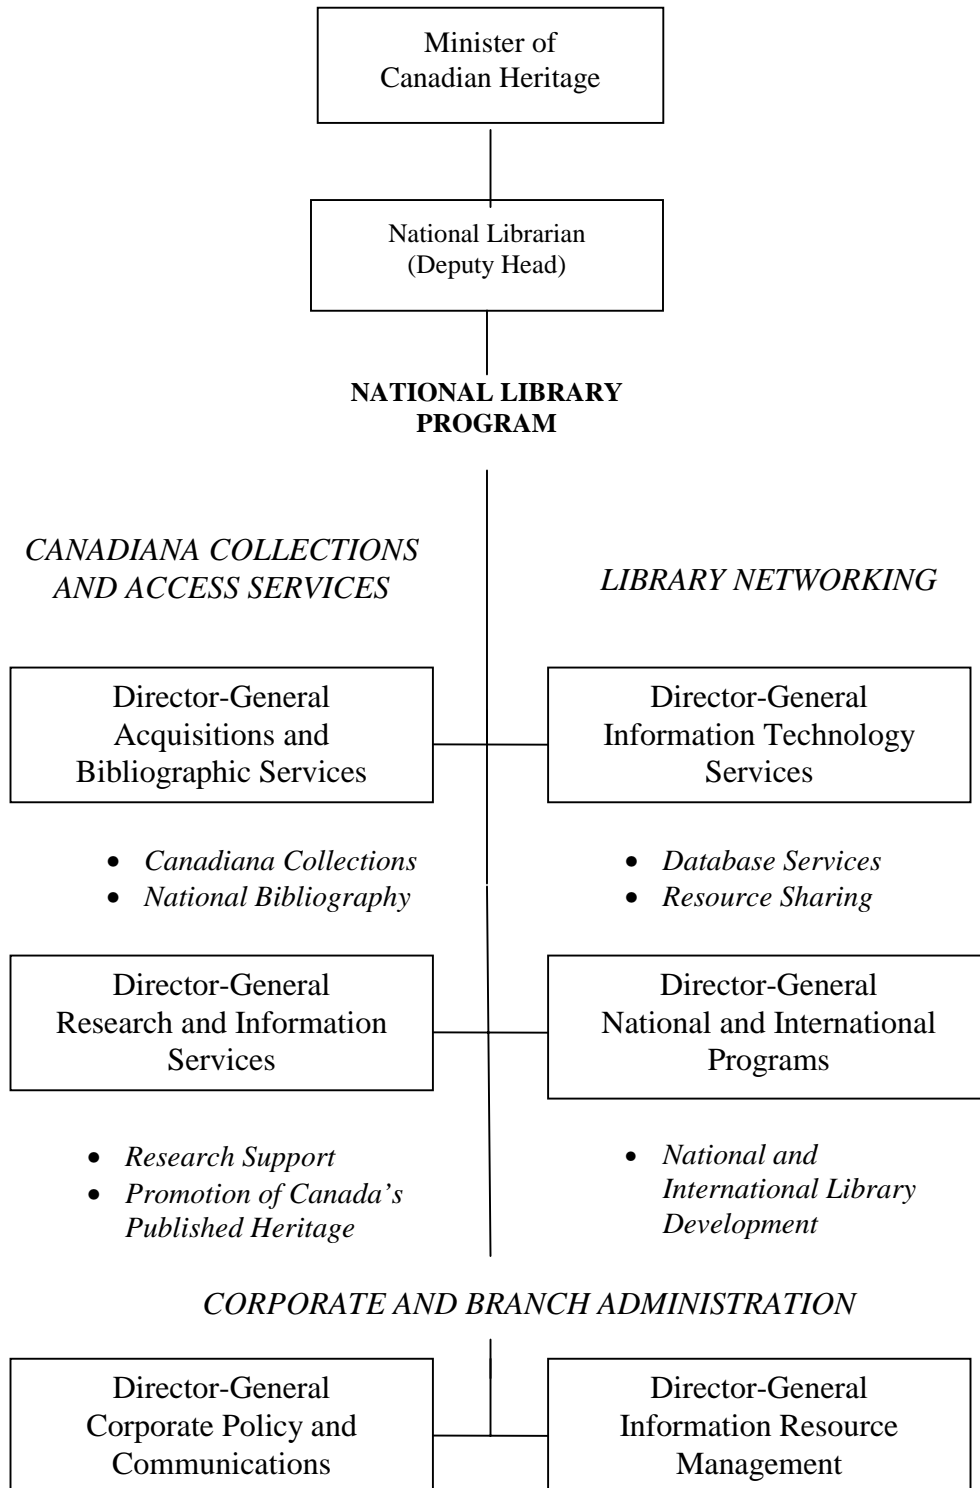 Minister of
Canadian Heritage
National Librarian
(Deputy Head)
NATIONAL LIBRARY
PROGRAM
CANADIANA COLLECTIONS
AND ACCESS SERVICES
LIBRARY NETWORKING
Director-General
Acquisitions and
Bibliographic Services
Director-General
Information Technology
Services
• Canadiana Collections
• National Bibliography
• Database Services
• Resource Sharing
Director-General
Research and Information
Services
Director-General
National and International
Programs
• Research Support
• Promotion of Canada’s
Published Heritage
• National and
International Library
Development
CORPORATE AND BRANCH ADMINISTRATION
Director-General
Corporate Policy and
Communications
Director-General
Information Resource
Management